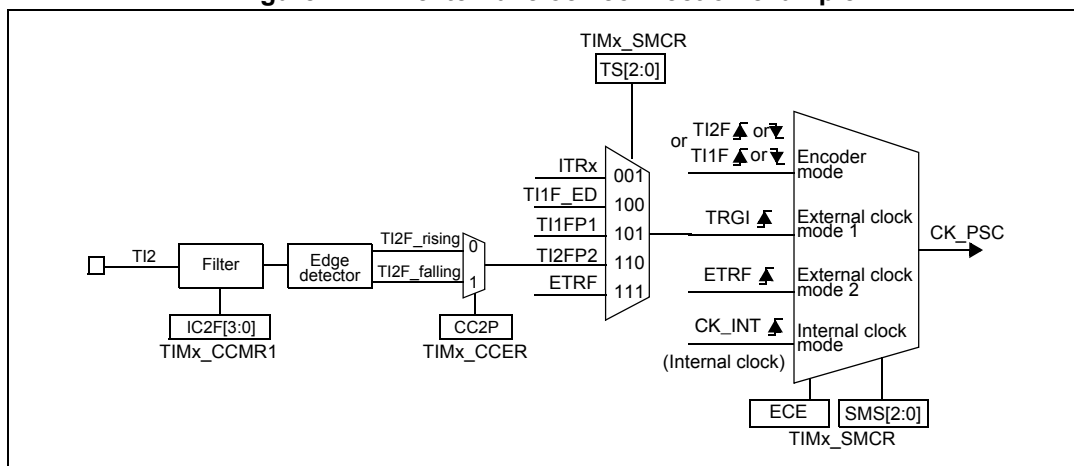 TIMx_SMCR
TS[2:0]
or TI2F or
TI1F or
Encoder
mode
ITRx
001
TI1F_ED
100
TI1FP1
101
TI2FP2
110
ETRF
111
TRGI
External clock
mode 1
CK_PSC
TI2
Filter
Edge
detector
TI2F_rising
0
TI2F_falling
1
ETRF
External clock
mode 2
IC2F[3:0]
TIMx_CCMR1
CC2P
TIMx_CCER
CK_INT
Internal clock
mode
(Internal clock)
ECE
SMS[2:0]
TIMx_SMCR